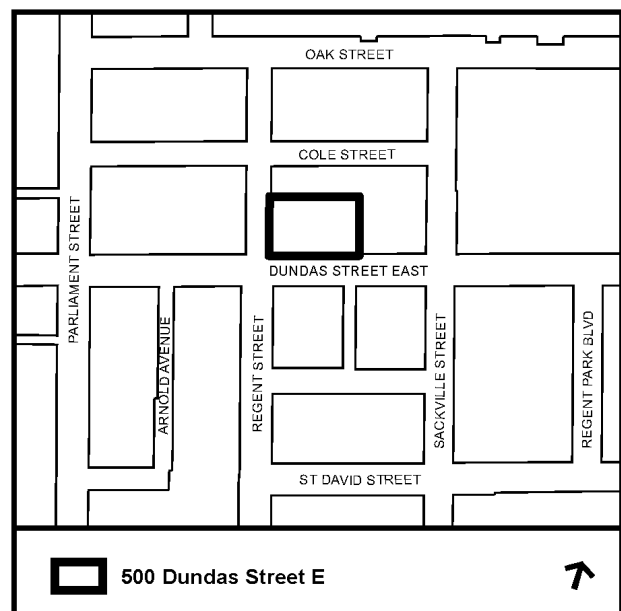 OAK STREET
COLE STREET
DUNDAS STREET EAST
PARLIAMENT STREET
ARNOLD AVENUE
REGENT STREET
SACKVILLE STREET
REGENT PARK BLVD
ST DAVID STREET
500 Dundas Street E